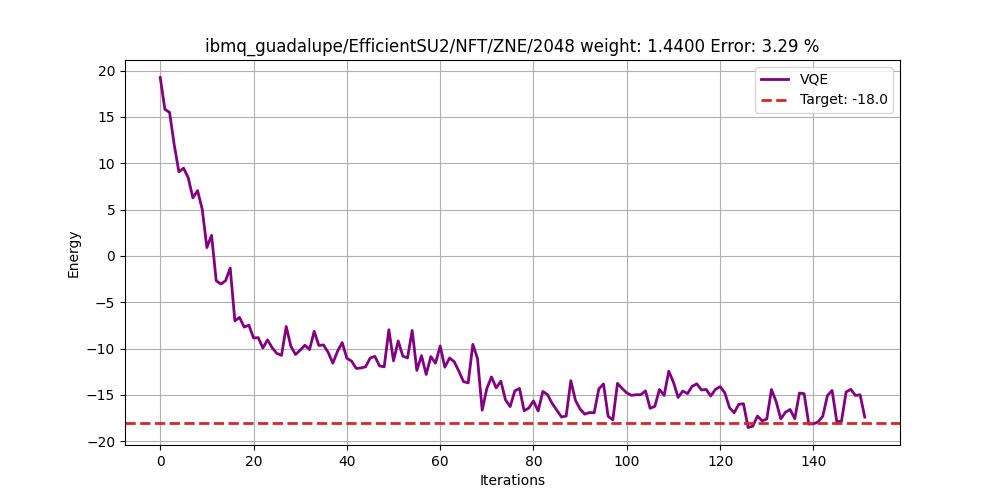 ibmq_guadalupe/EfficientSU2/NFT/ZNE/2048 weight: 1.4400 Error: 3.29 %
VQE
Target: -18.0
Energy
20
15
10
5
0
−5
−10
−15
−20
0 20 40 60 80 100 120 140
Iterations